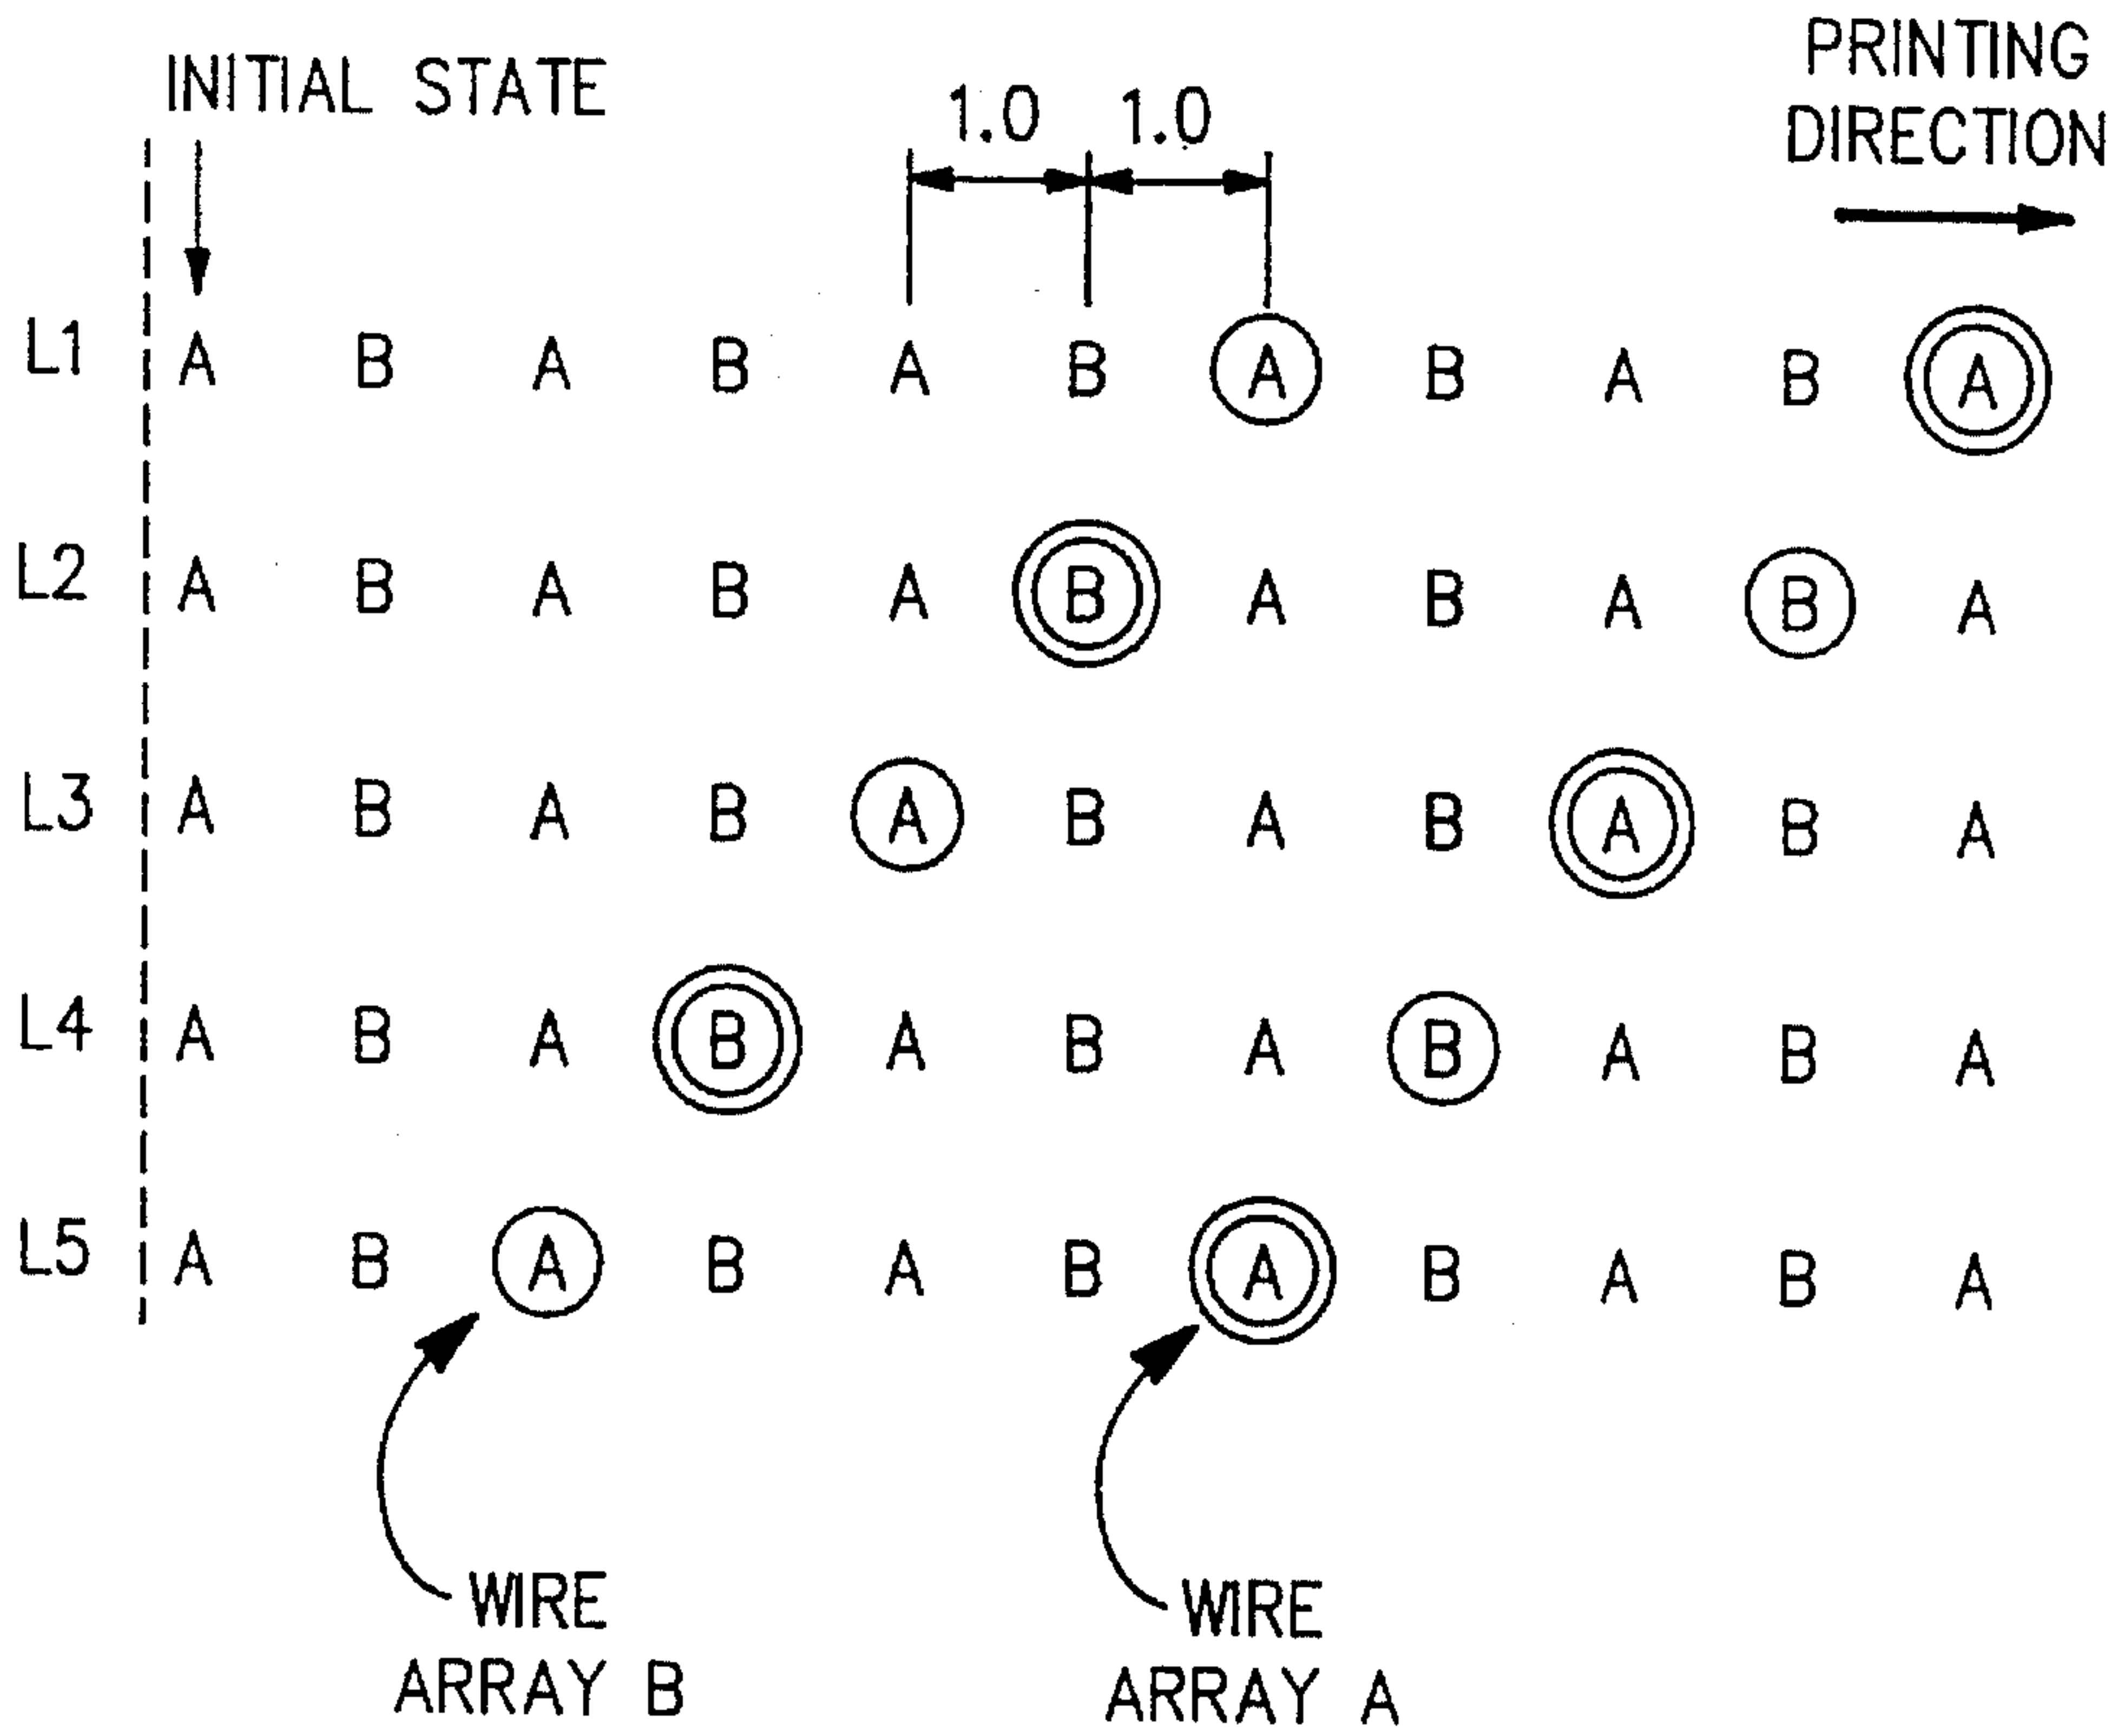 INITIAL STATE
1.0 1.0
PRINTING
DIRECTION
L1 A B A B A B A B A B A
L2 A B A B A B A B A B A
L3 A B A B A B A B A B A
L4 A B A B A B A B A B A
L5 A B A B A B A B A B A
WIRE
ARRAY B
WIRE
ARRAY A